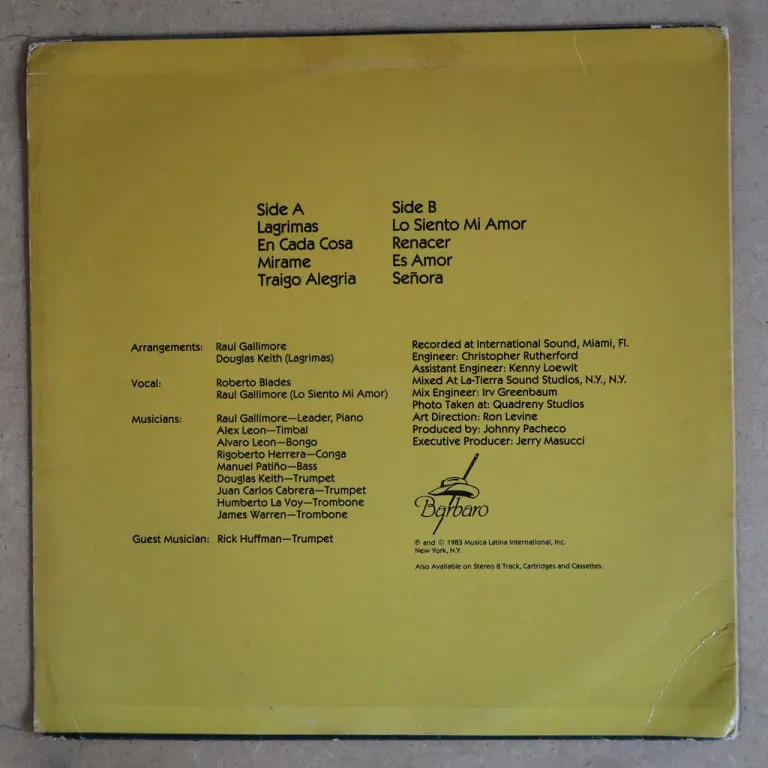 Side A
Lagrimas
En Cada Cosa
Mirame
Traigo Alegria
Side B
Lo Siento Mi Amor
Renacer
Es Amor
Señora
Arrangements: Raul Gallimore
Douglas Keith (Lagrimas)
Vocal: Roberto Blades
Raul Gallimore (Lo Siento Mi Amor)
Musicians: Raul Gallimore—Leader, Piano
Alex Leon—Timbal
Alvaro Leon—Bongo
Rigoberto Herrera—Conga
Manuel Patiño—Bass
Douglas Keith—Trumpet
Juan Carlos Cabrera—Trumpet
Humberto La Voy—Trombone
James Warren—Trombone
Guest Musician: Rick Huffman—Trumpet
Recorded at International Sound, Miami, Fl.
Engineer: Christopher Rutherford
Assistant Engineer: Kenny Loewit
Mixed At La-Tierra Sound Studios, N.Y., N.Y.
Mix Engineer: Irv Greenbaum
Photo Taken at: Quadreny Studios
Art Direction: Ron Levine
Produced by: Johnny Pacheco
Executive Producer: Jerry Masucci
Barbaro
℗ and © 1983 Musica Latina International, Inc.
New York, N.Y.
Also Available on Stereo 8 Track, Cartridges and Cassettes.